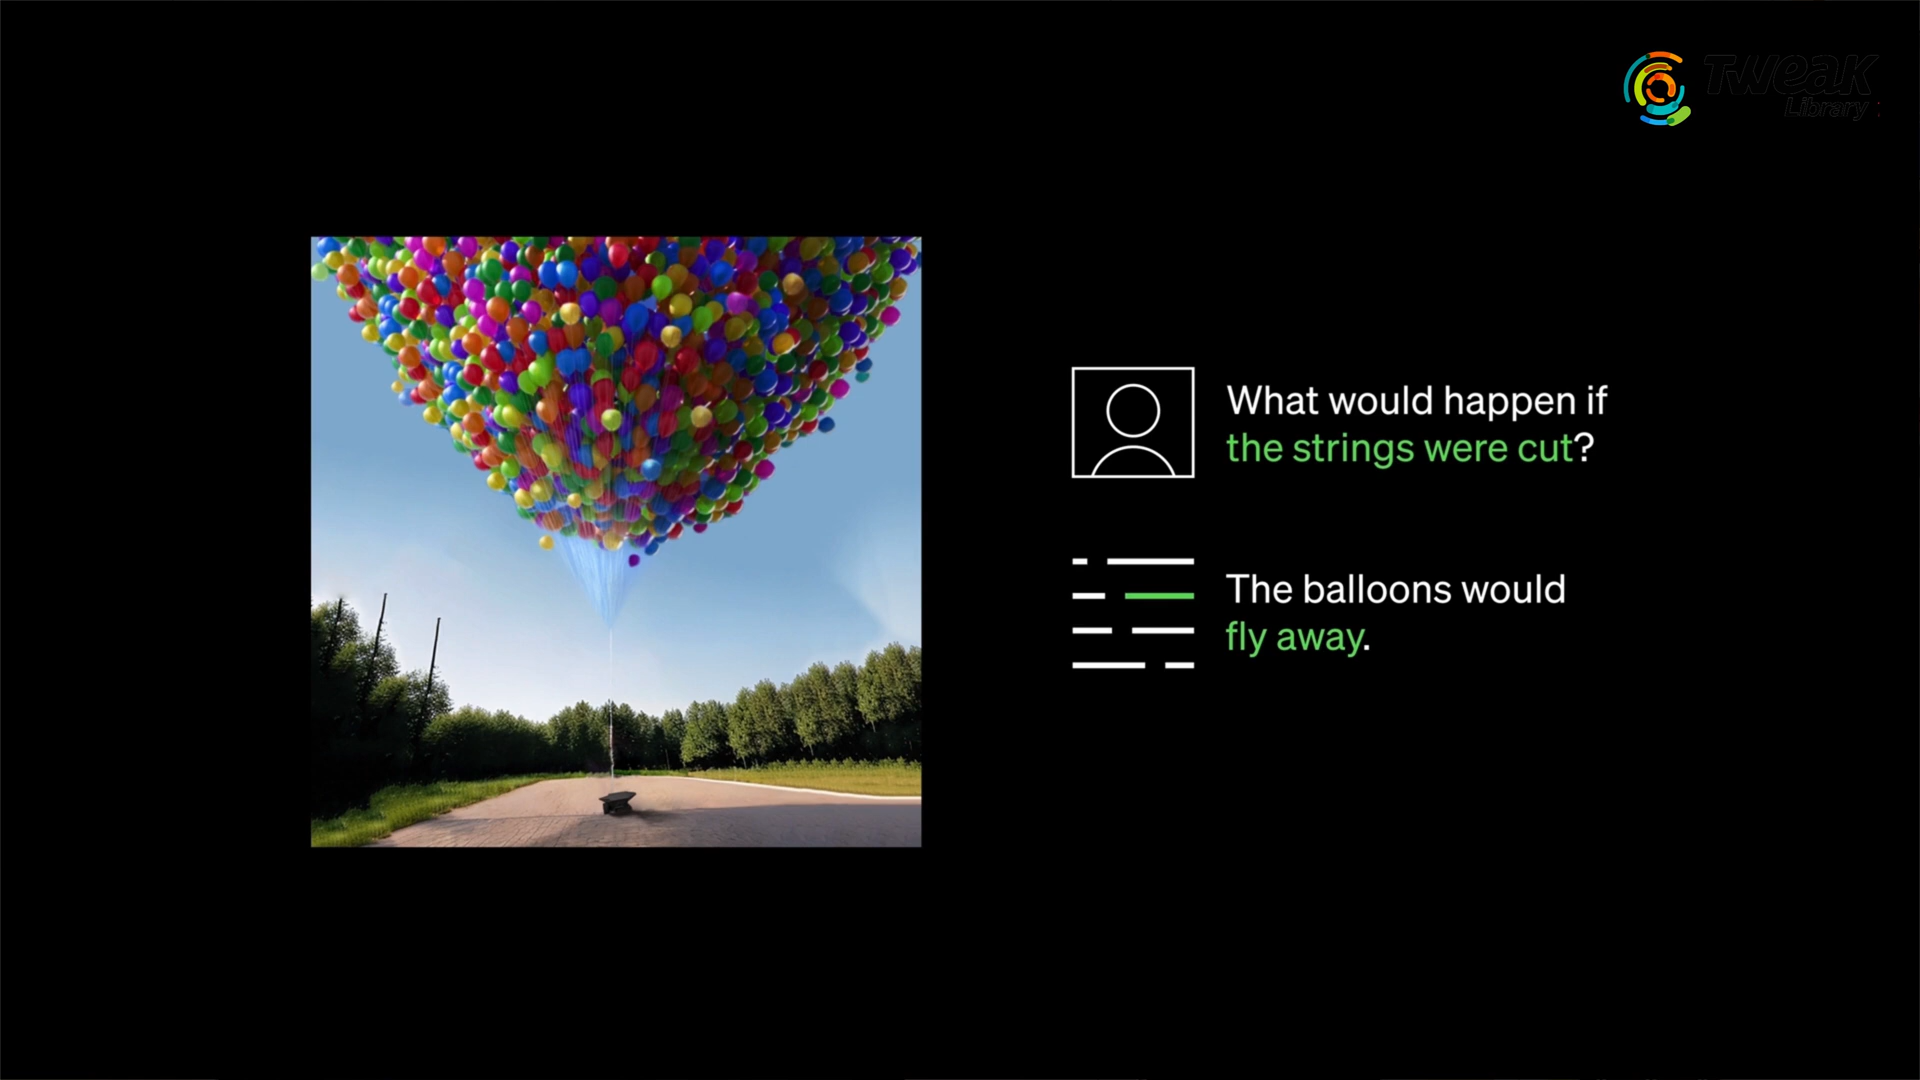 Tweak
Library
What would happen if
the strings were cut?
The balloons would
fly away.